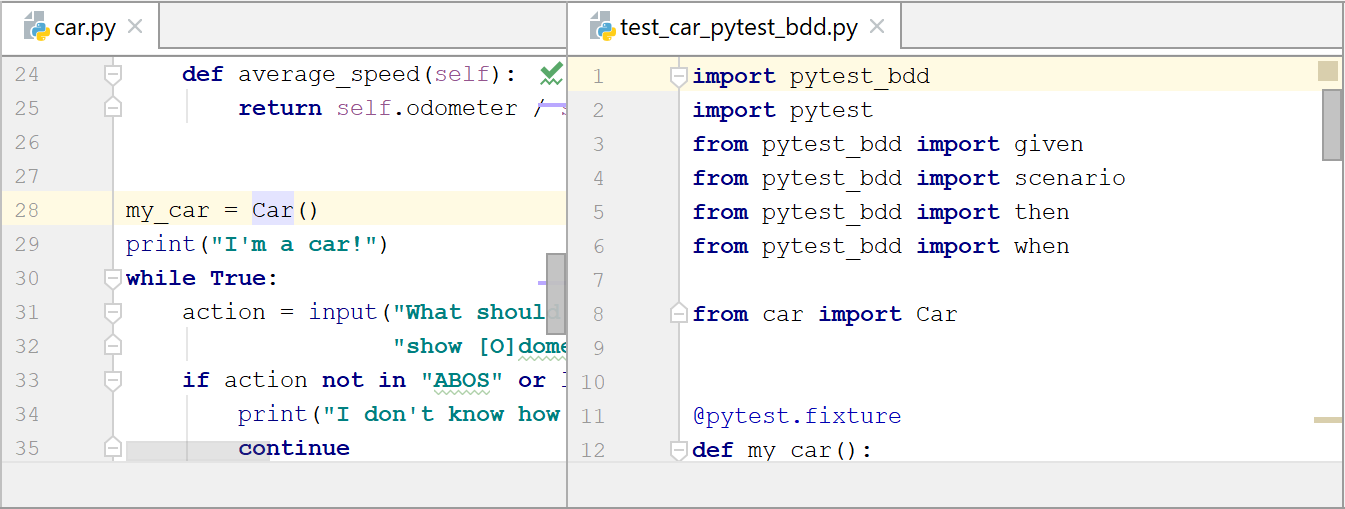 car.py
24 def average_speed(self):
25 return self.odometer /
26
27
28 my_car = Car()
29 print("I'm a car!")
30 while True:
31 action = input("What should
32 "show [O]dome
33 if action not in "ABOS" or
34 print("I don't know how
35 continue
test_car_pytest_bdd.py
1 import pytest_bdd
2 import pytest
3 from pytest_bdd import given
4 from pytest_bdd import scenario
5 from pytest_bdd import then
6 from pytest_bdd import when
7
8 from car import Car
9
10
11 @pytest.fixture
12 def my_car():